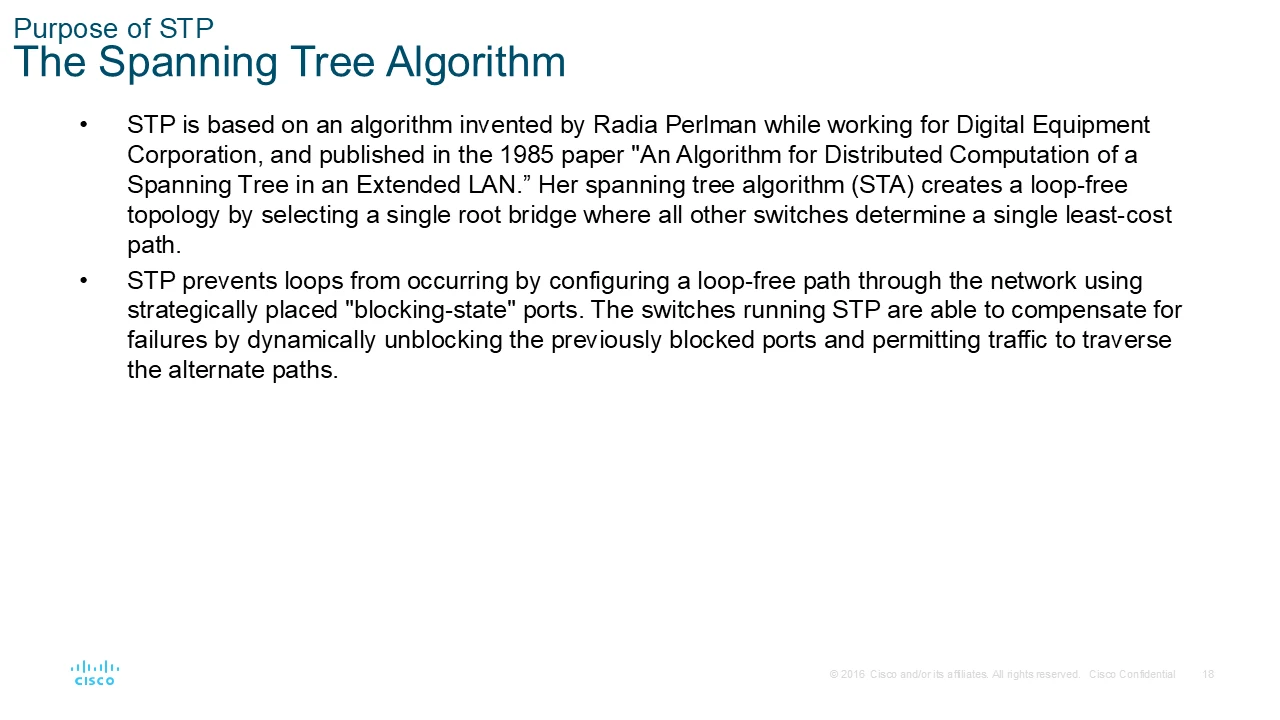 Purpose of STP
The Spanning Tree Algorithm
• STP is based on an algorithm invented by Radia Perlman while working for Digital Equipment
Corporation, and published in the 1985 paper "An Algorithm for Distributed Computation of a
Spanning Tree in an Extended LAN.” Her spanning tree algorithm (STA) creates a loop-free
topology by selecting a single root bridge where all other switches determine a single least-cost
path.
• STP prevents loops from occurring by configuring a loop-free path through the network using
strategically placed "blocking-state" ports. The switches running STP are able to compensate for
failures by dynamically unblocking the previously blocked ports and permitting traffic to traverse
the alternate paths.
CISCO
© 2016 Cisco and/or its affiliates. All rights reserved. Cisco Confidential 18